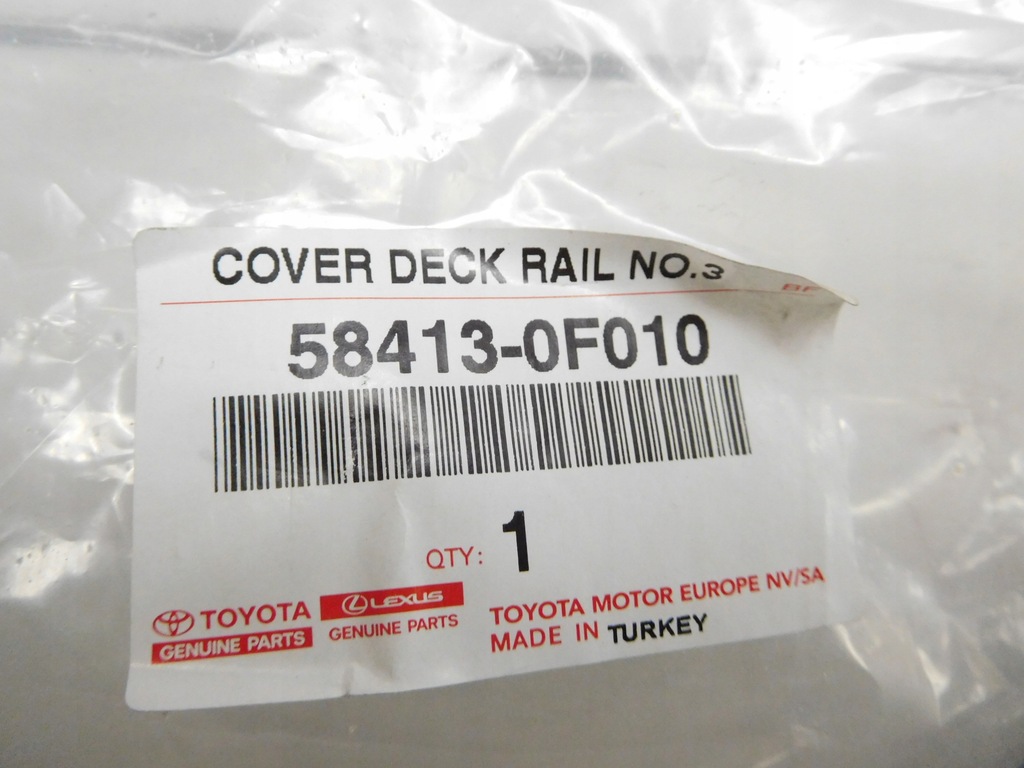 COVER DECK RAIL NO.3
BF
58413-0F010
QTY: 1
TOYOTA
GENUINE PARTS
LEXUS
GENUINE PARTS
TOYOTA MOTOR EUROPE NV/SA
MADE IN TURKEY